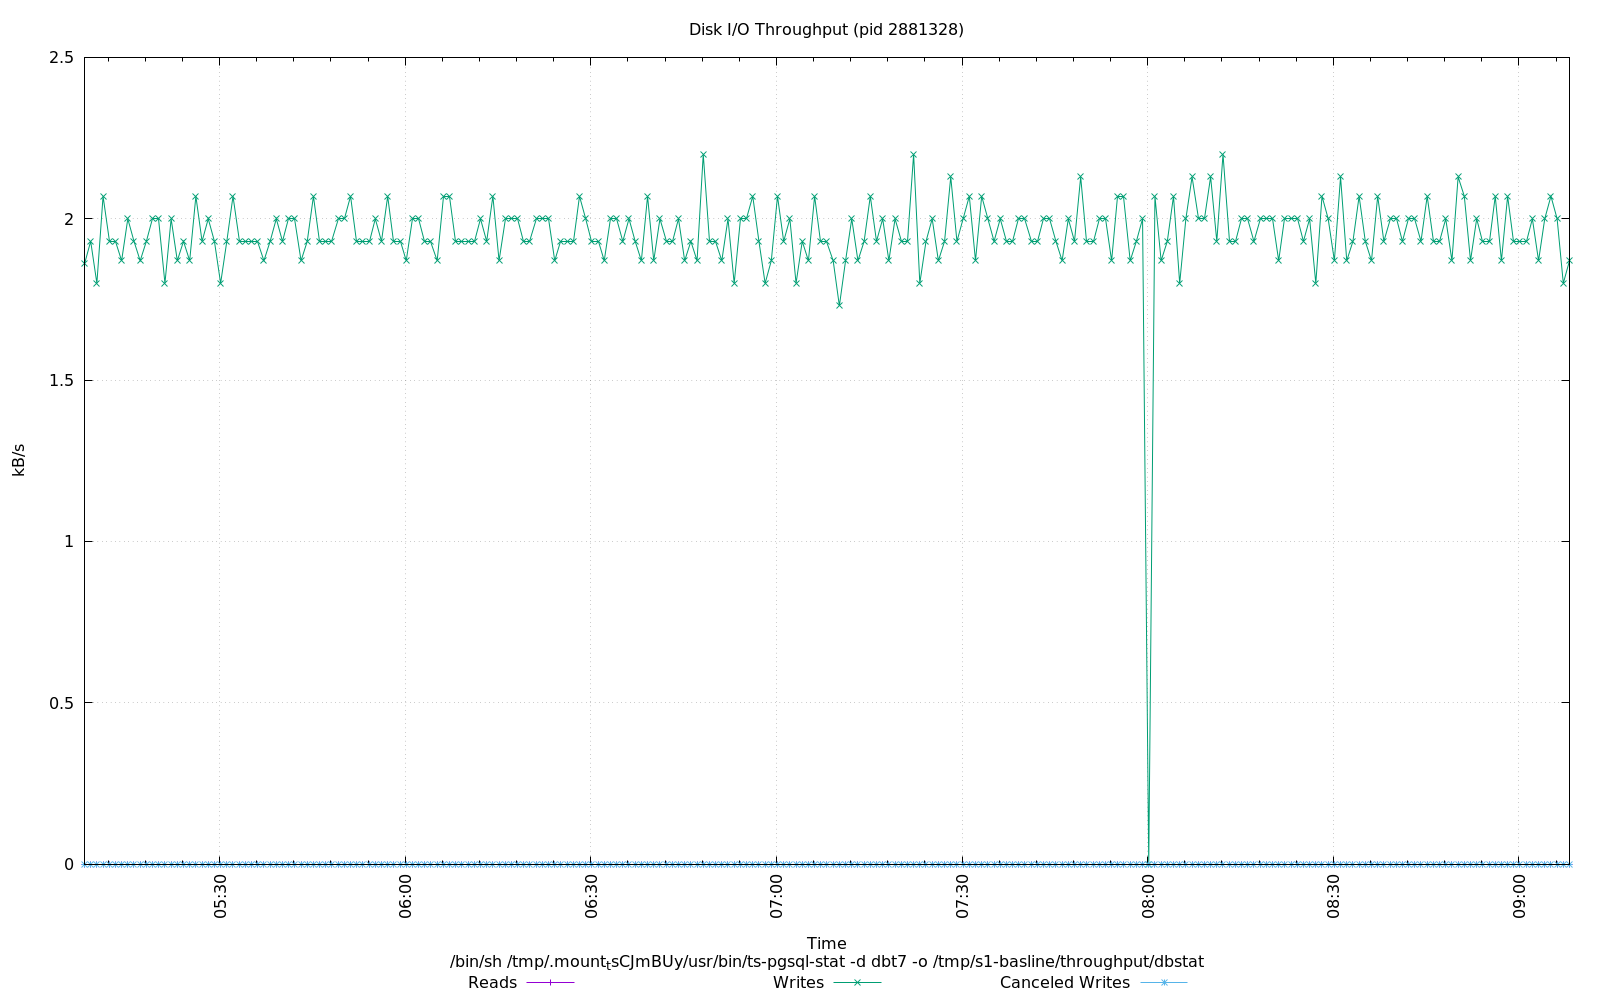 Disk I/O Throughput (pid 2881328)
2.5
2
1.5
1
0.5
0
kB/s
05:30
06:00
06:30
07:00
07:30
08:00
08:30
09:00
Time
/bin/sh /tmp/.mounttsCJmBUy/usr/bin/ts-pgsql-stat -d dbt7 -o /tmp/s1-basline/throughput/dbstat
Reads Writes Canceled Writes